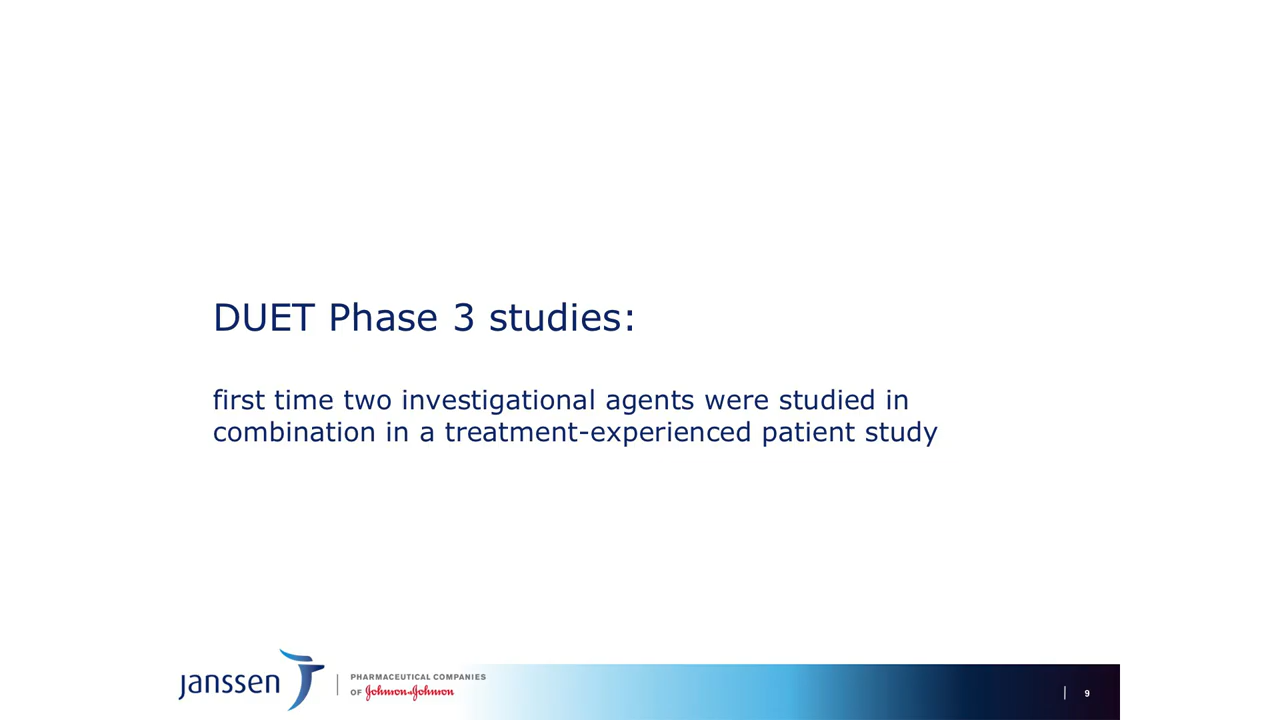 DUET Phase 3 studies:
first time two investigational agents were studied in
combination in a treatment-experienced patient study
janssen
PHARMACEUTICAL COMPANIES
OF Johnson & Johnson
9